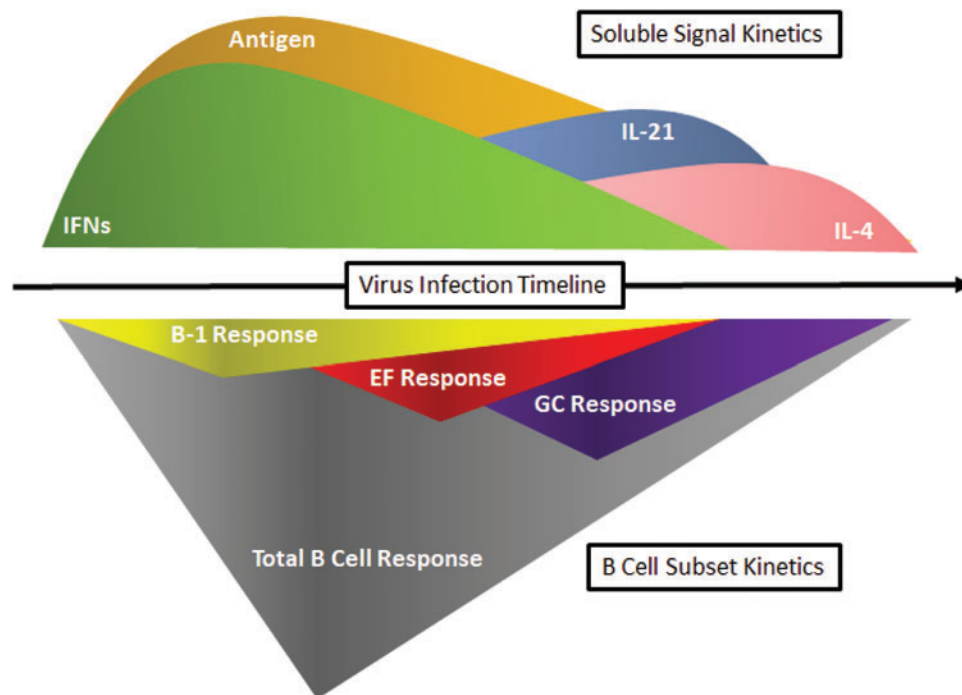 Antigen
Soluble Signal Kinetics
IL-21
IFNs
IL-4
Virus Infection Timeline
B-1 Response
EF Response
GC Response
Total B Cell Response
B Cell Subset Kinetics